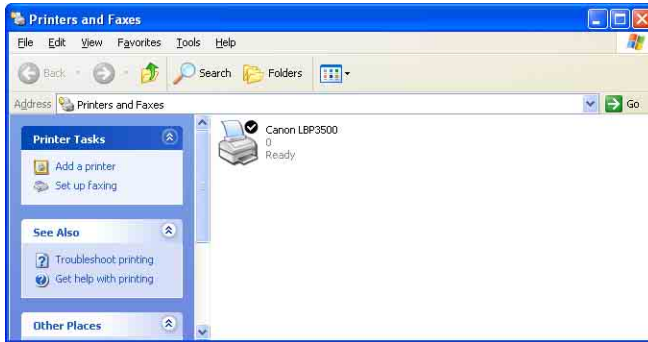 Printers and Faxes
File Edit View Favorites Tools Help
Back Search Folders
Address Printers and Faxes Go
Printer Tasks
Add a printer
Set up faxing
See Also
Troubleshoot printing
Get help with printing
Other Places
Canon LBP3500
0
Ready